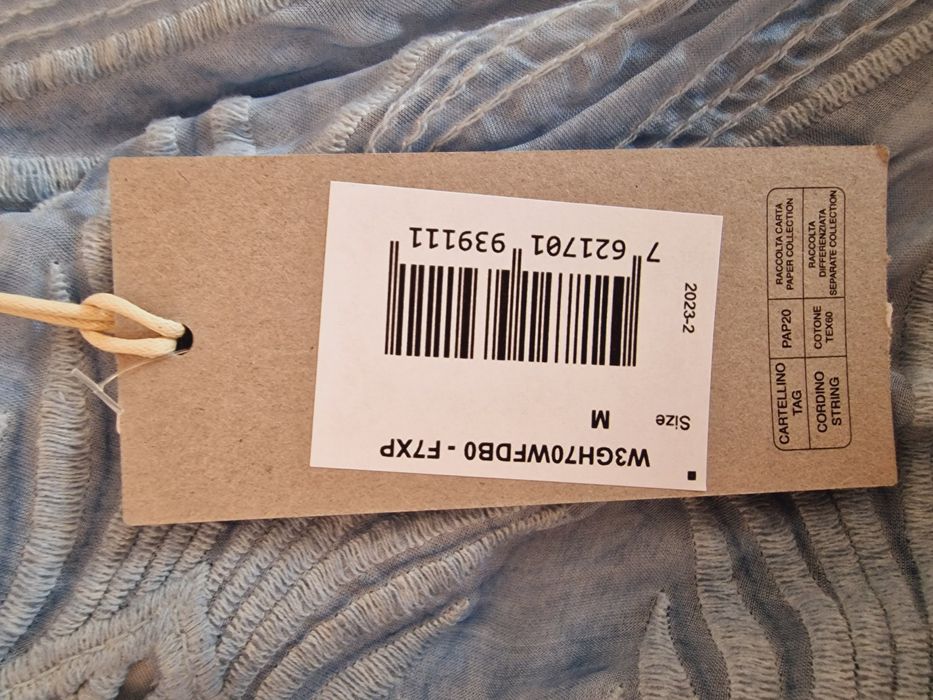 W3GH70WFDB0 - F7XP
Size
M
2023-2
7 621701 939111
CARTELLINO
TAG
PAP20
RACCOLTA CARTA
PAPER COLLECTION
CORDINO
STRING
COTONE
TEX60
RACCOLTA
DIFFERENZIATA
SEPARATE COLLECTION